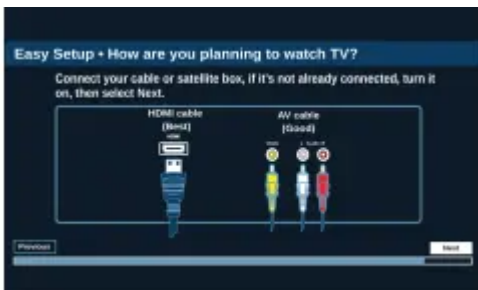 Easy Setup • How are you planning to watch TV?
Connect your cable or satellite box, if it's not already connected, turn it
on, then select Next.
HDMI cable
(Best)
AV cable
(Good)
Previous
Next